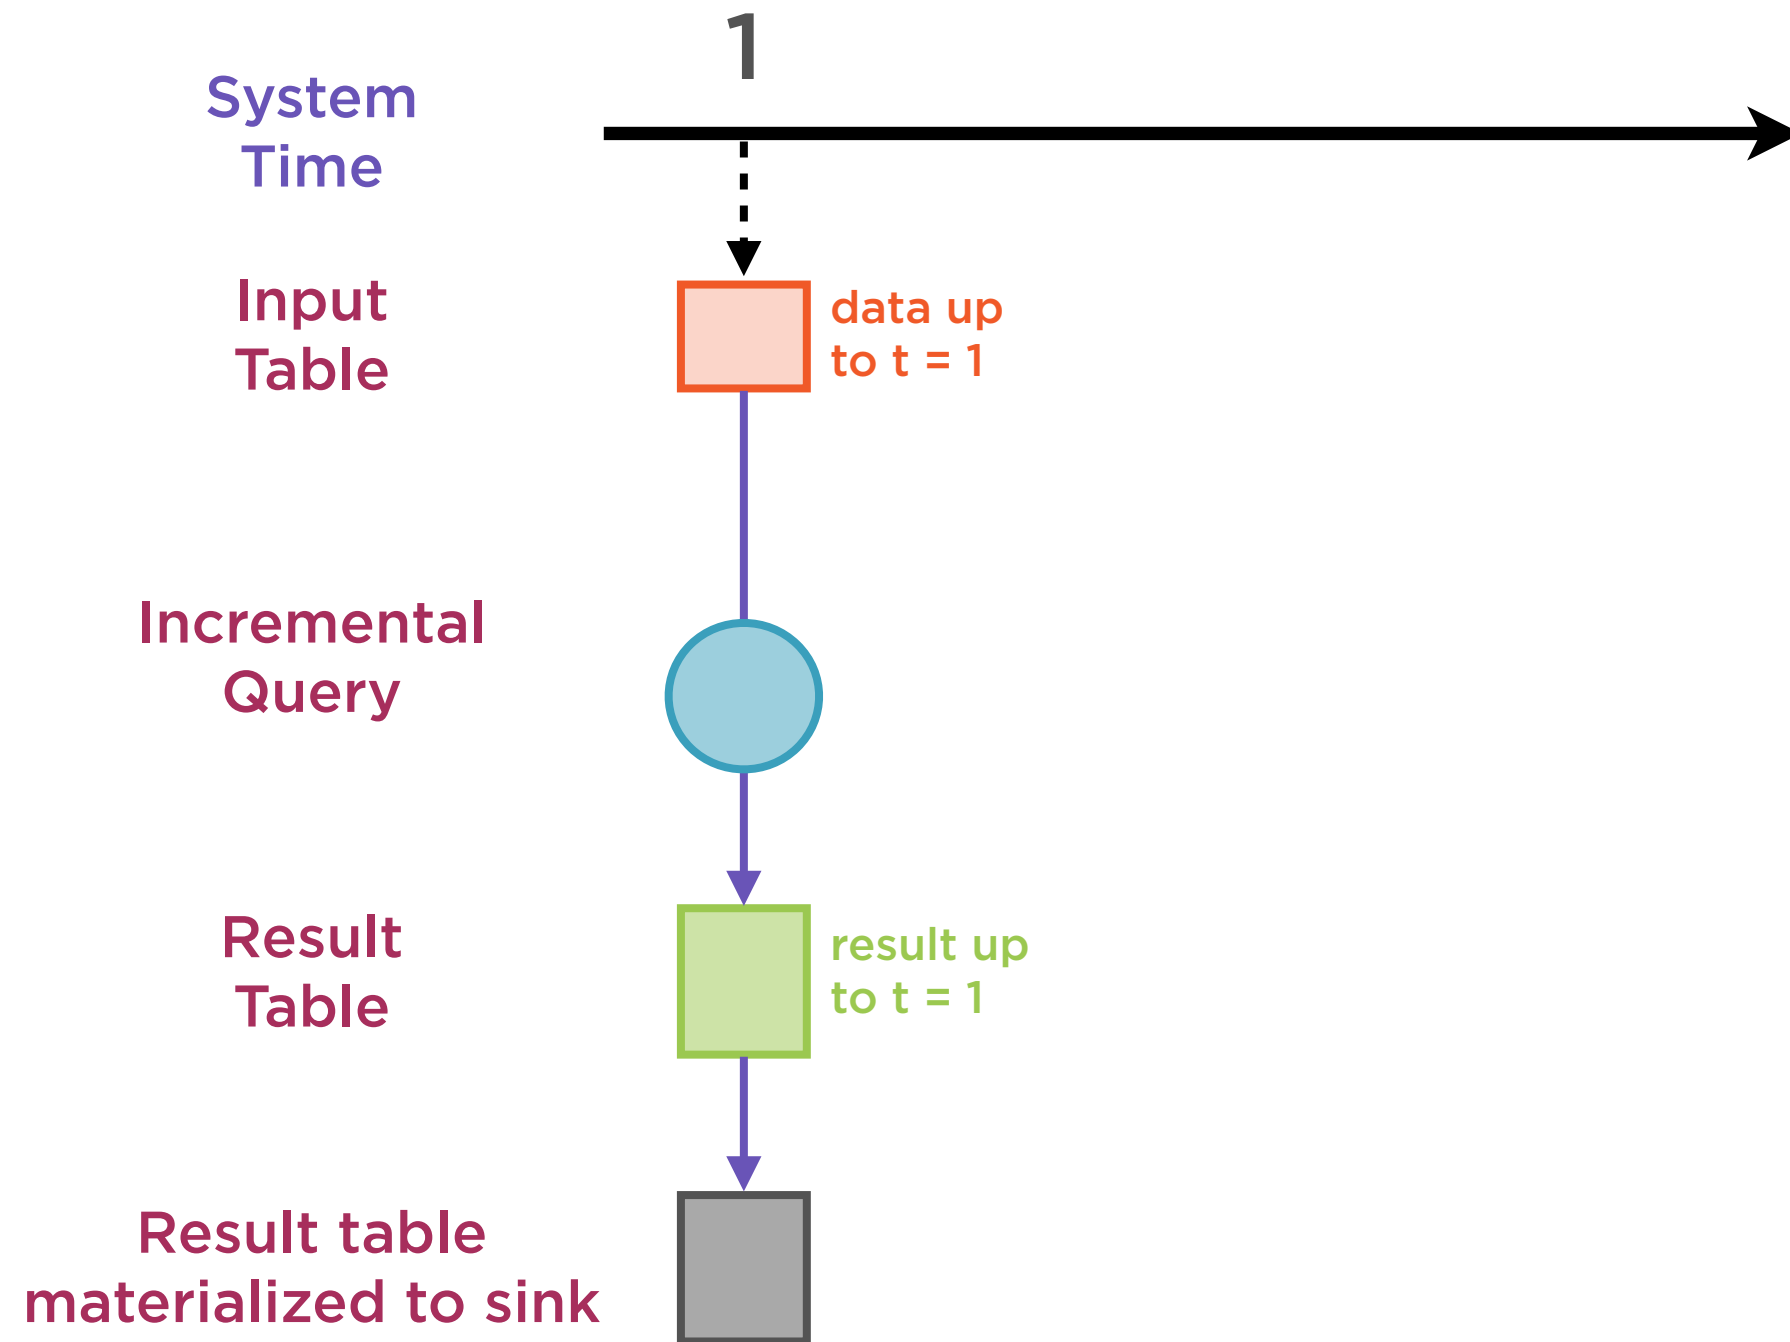 1
System
Time
Input
Table
data up
to t = 1
Incremental
Query
Result
Table
result up
to t = 1
Result table
materialized to sink